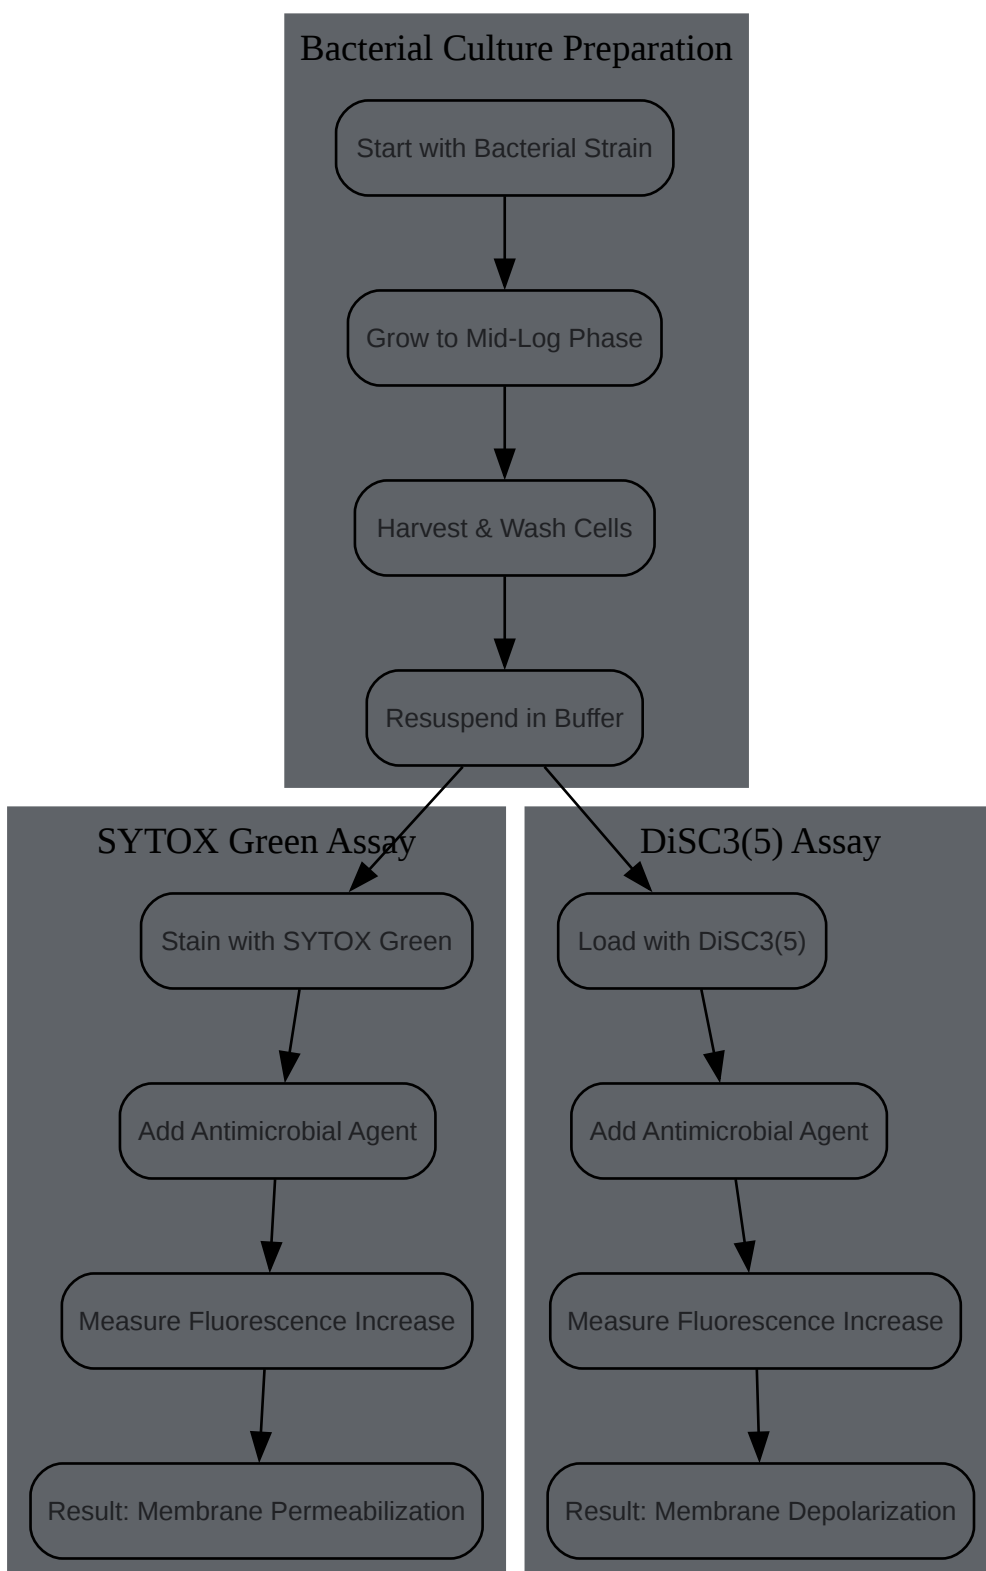 Bacterial Culture Preparation
Start with Bacterial Strain
Grow to Mid-Log Phase
Harvest & Wash Cells
Resuspend in Buffer
SYTOX Green Assay
Stain with SYTOX Green
Add Antimicrobial Agent
Measure Fluorescence Increase
Result: Membrane Permeabilization
DiSC3(5) Assay
Load with DiSC3(5)
Add Antimicrobial Agent
Measure Fluorescence Increase
Result: Membrane Depolarization